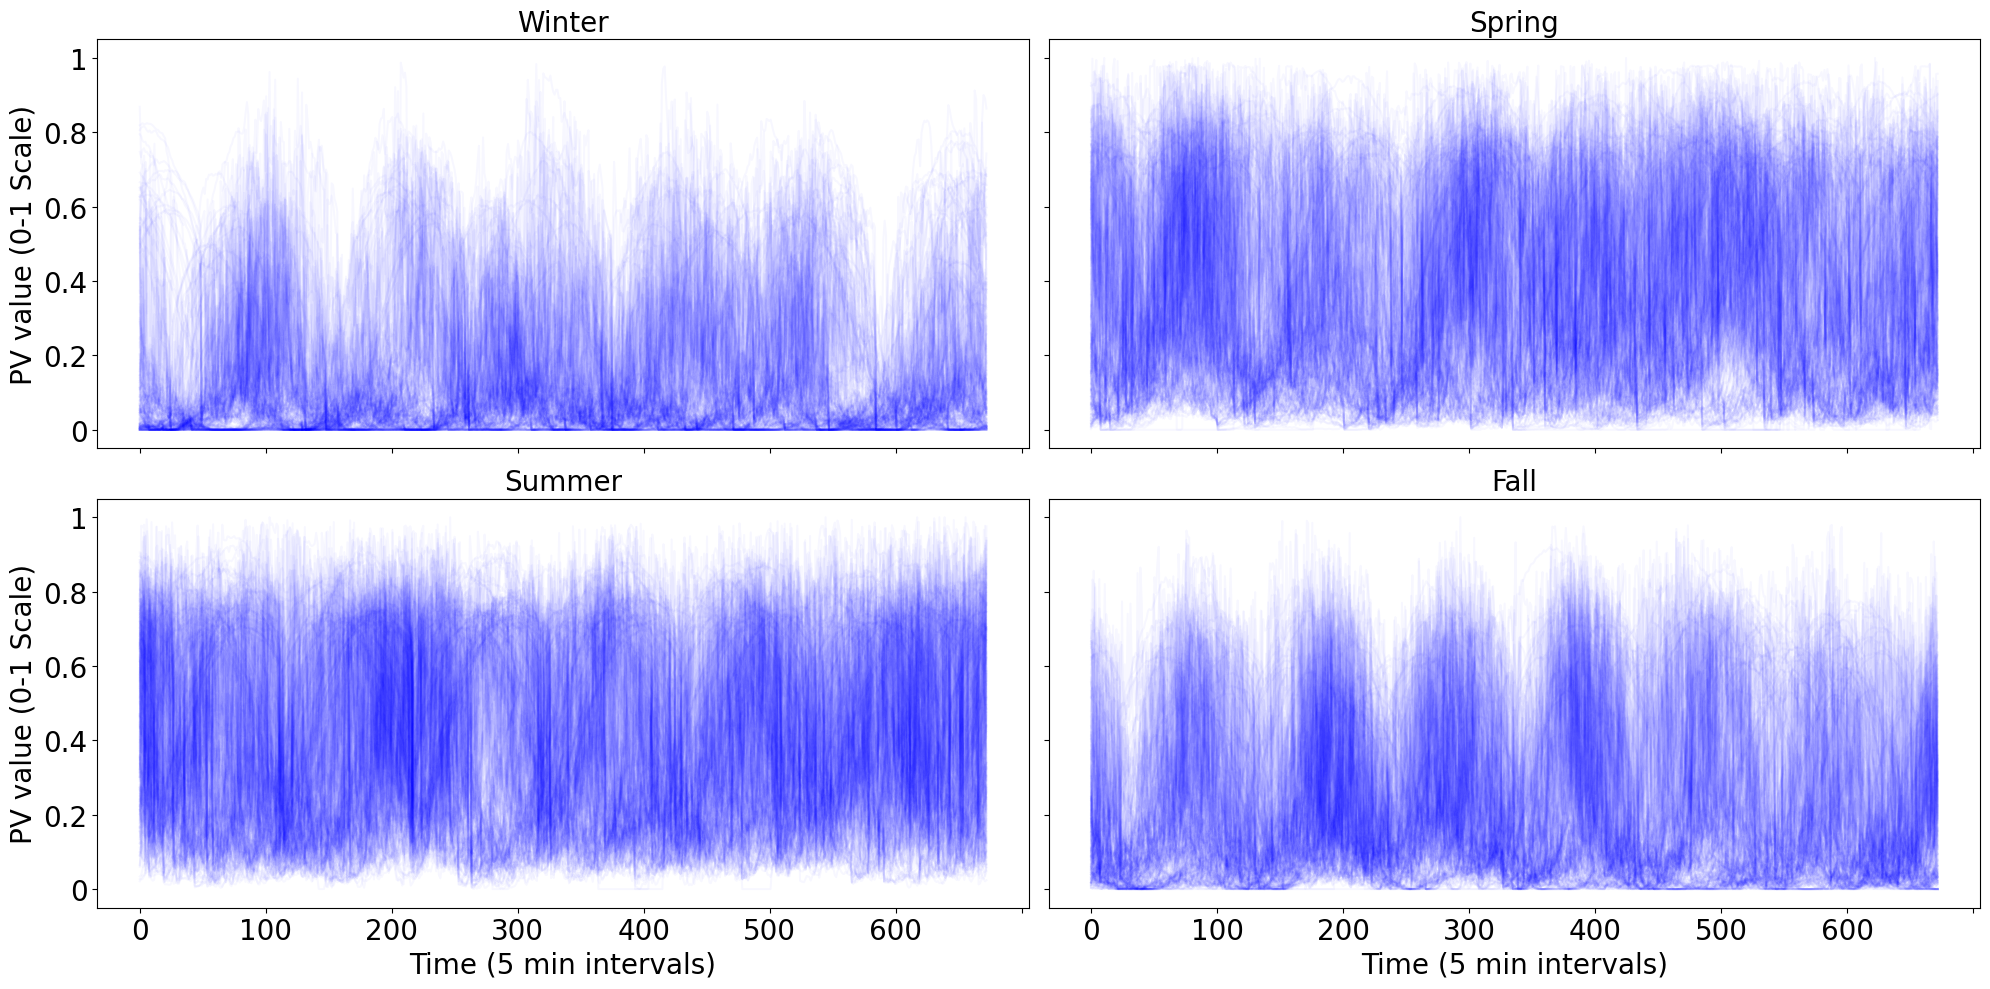 Winter
Spring
PV value (0-1 Scale)
1
0.8
0.6
0.4
0.2
0
Summer
Fall
PV value (0-1 Scale)
1
0.8
0.6
0.4
0.2
0
0 100 200 300 400 500 600
0 100 200 300 400 500 600
Time (5 min intervals)
Time (5 min intervals)